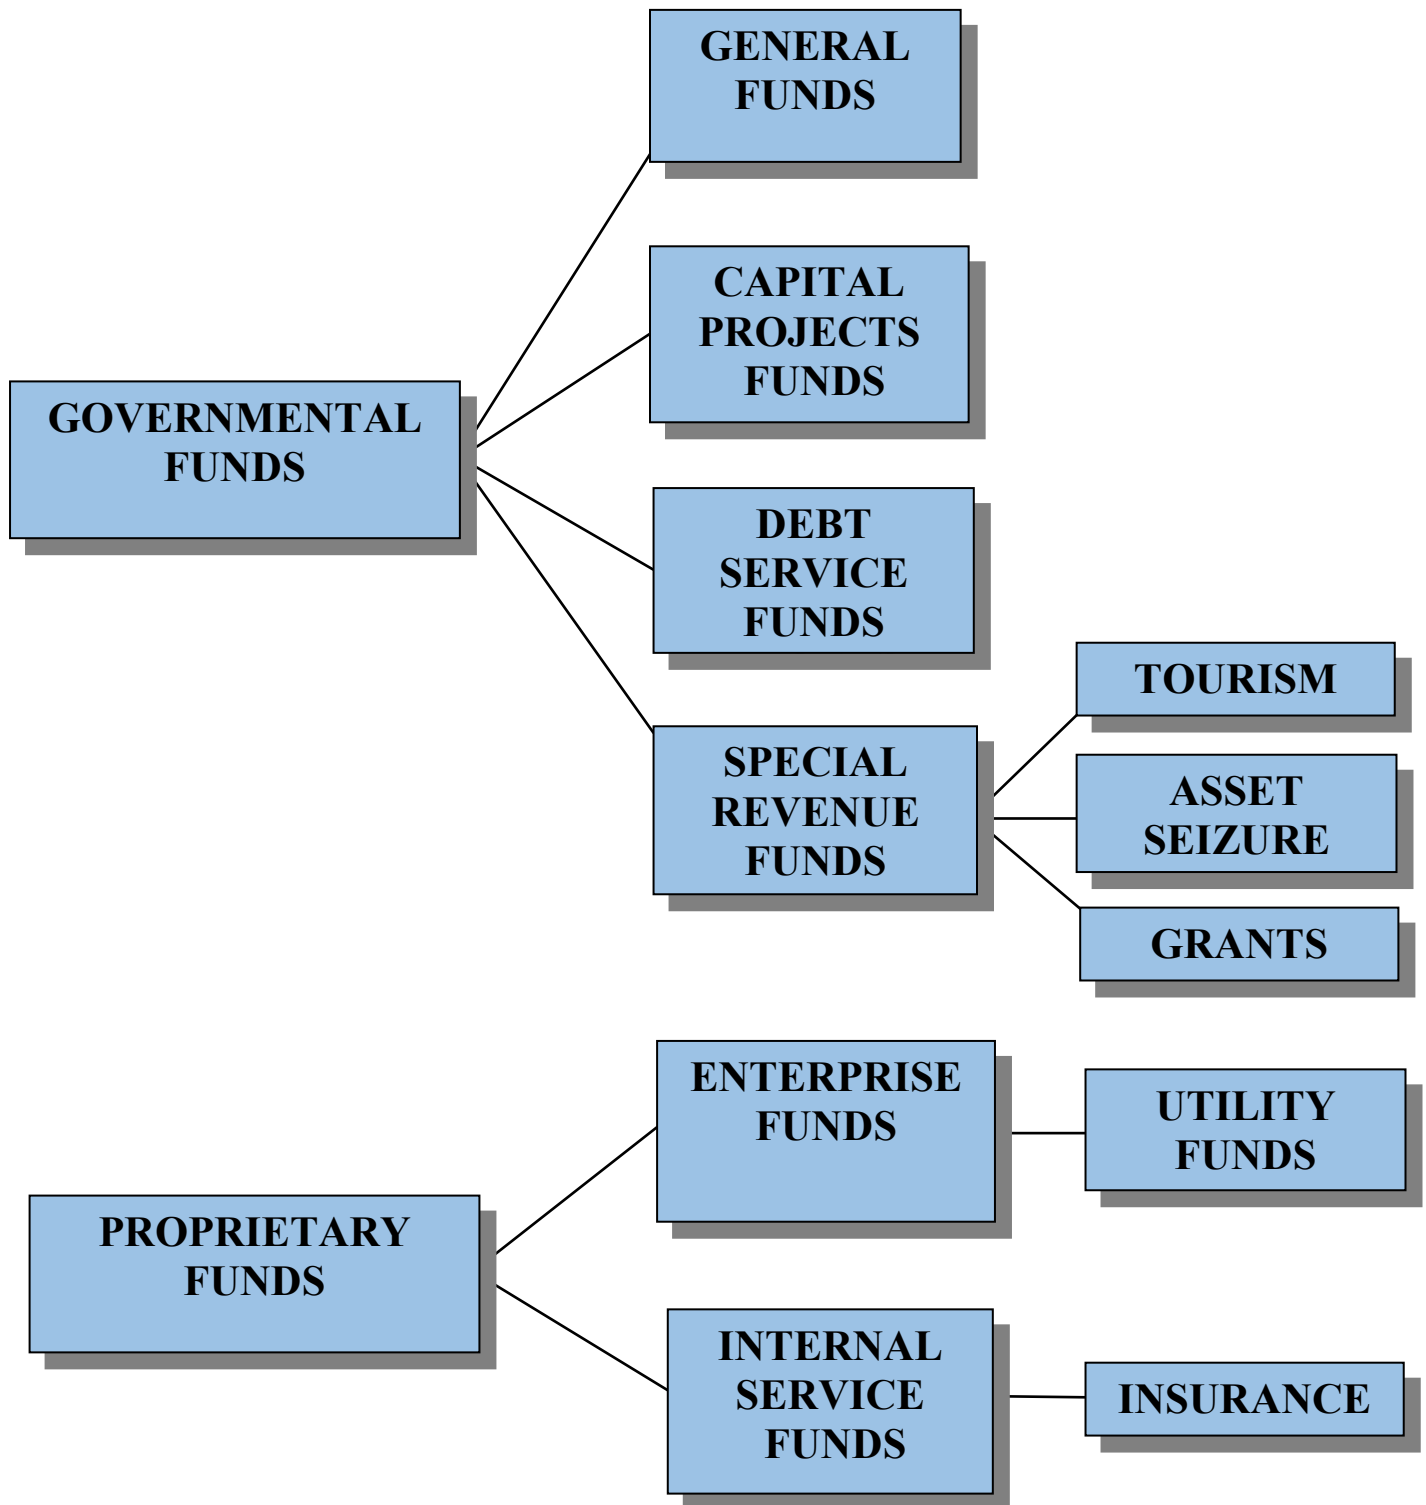 GENERAL
FUNDS
CAPITAL
PROJECTS
FUNDS
GOVERNMENTAL
FUNDS
DEBT
SERVICE
FUNDS
TOURISM
SPECIAL
REVENUE
FUNDS
ASSET
SEIZURE
GRANTS
ENTERPRISE
FUNDS
UTILITY
FUNDS
PROPRIETARY
FUNDS
INTERNAL
SERVICE
FUNDS
INSURANCE